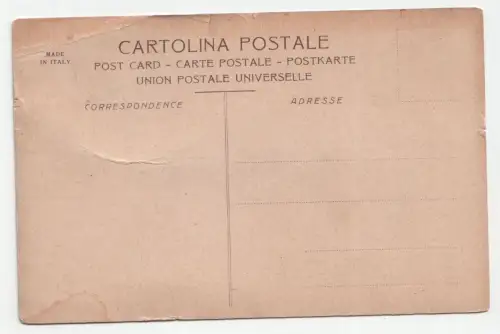 MADE
IN ITALY
CARTOLINA POSTALE
POST CARD - CARTE POSTALE - POSTKARTE
UNION POSTALE UNIVERSELLE
CORRESPONDENCE
ADRESSE